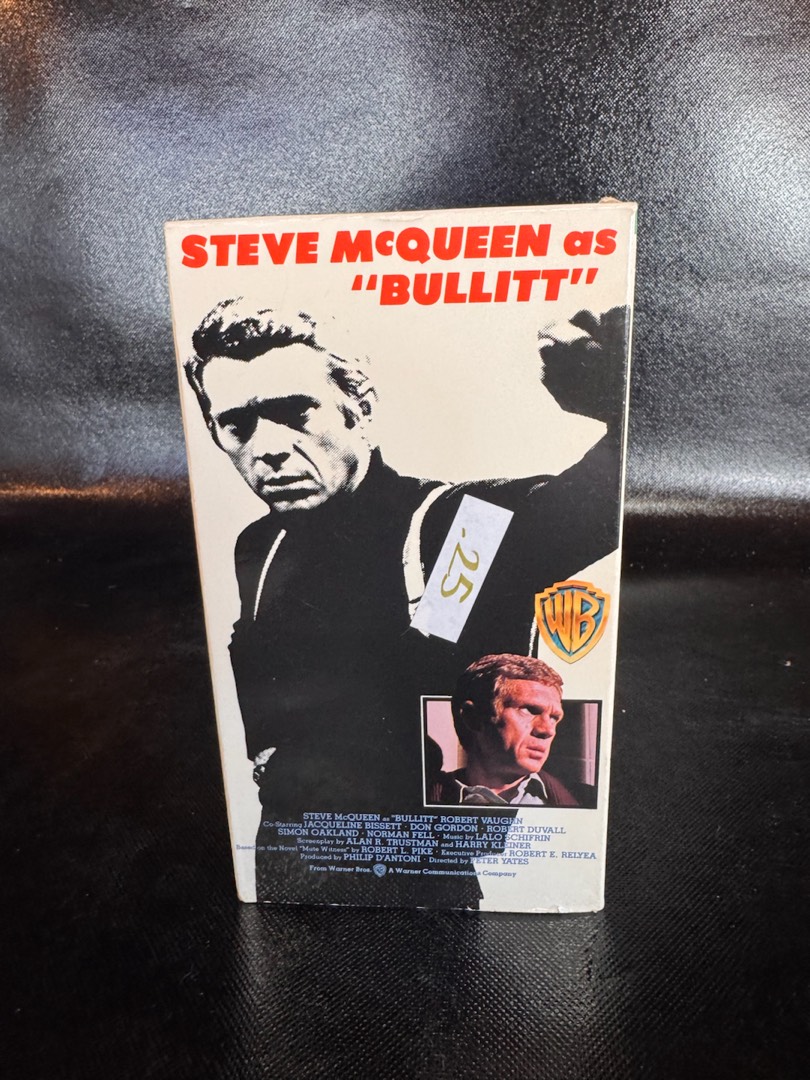 STEVE McQUEEN as
"BULLITT"
.25
WB
STEVE McQUEEN as "BULLITT" ROBERT VAUGHN
Co-Starring JACQUELINE BISSETT · DON GORDON · ROBERT DUVALL
SIMON OAKLAND · NORMAN FELL · Music by LALO SCHIFRIN
Screenplay by ALAN R. TRUSTMAN and HARRY KLEINER
Based on the Novel "Mute Witness" by ROBERT L. PIKE · Executive Producer ROBERT E. RELYEA
Produced by PHILIP D'ANTONI · Directed by PETER YATES
From Warner Bros. WB A Warner Communications Company